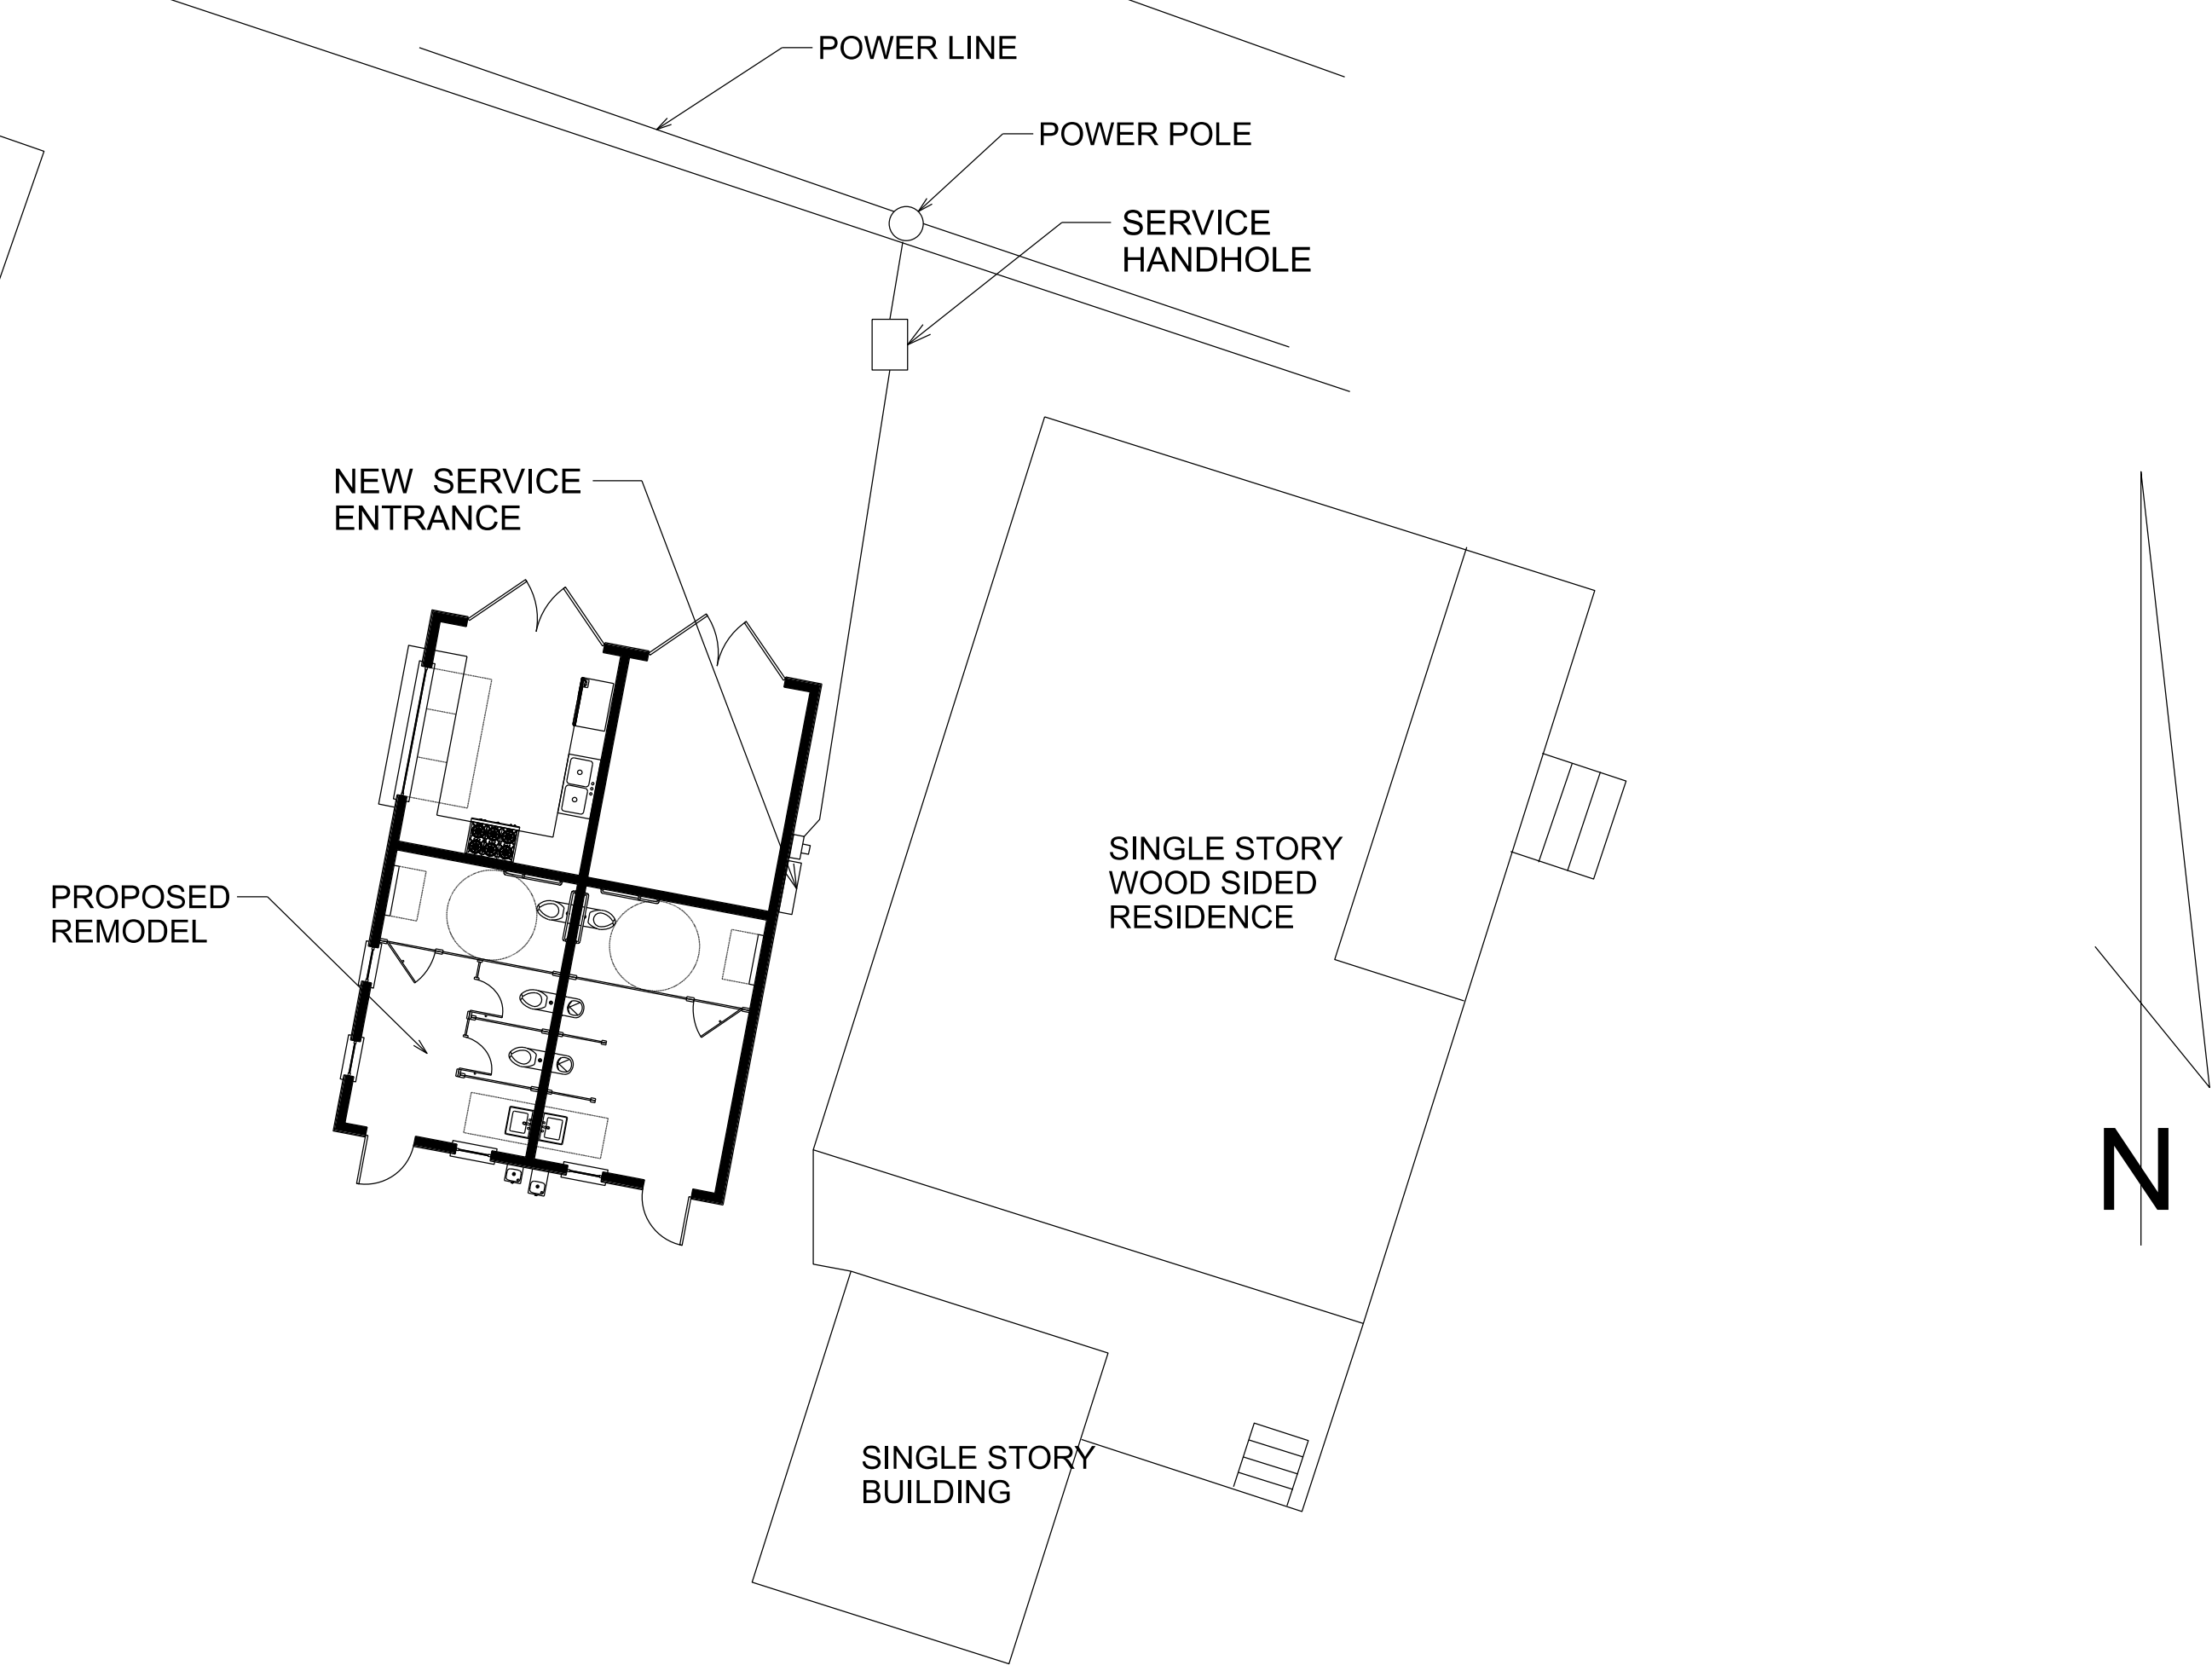 POWER LINE
POWER POLE
SERVICE
HANDHOLE
NEW SERVICE
ENTRANCE
PROPOSED
REMODEL
SINGLE STORY
WOOD SIDED
RESIDENCE
N
SINGLE STORY
BUILDING